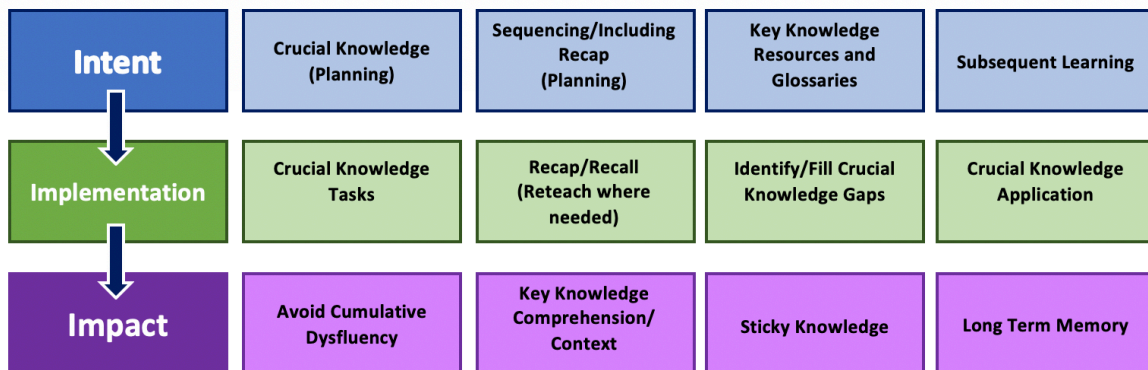 Intent
Crucial Knowledge
(Planning)
Sequencing/Including
Recap
(Planning)
Key Knowledge
Resources and
Glossaries
Subsequent Learning
Implementation
Crucial Knowledge
Tasks
Recap/Recall
(Reteach where
needed)
Identify/Fill Crucial
Knowledge Gaps
Crucial Knowledge
Application
Impact
Avoid Cumulative
Dysfluency
Key Knowledge
Comprehension/
Context
Sticky Knowledge
Long Term Memory